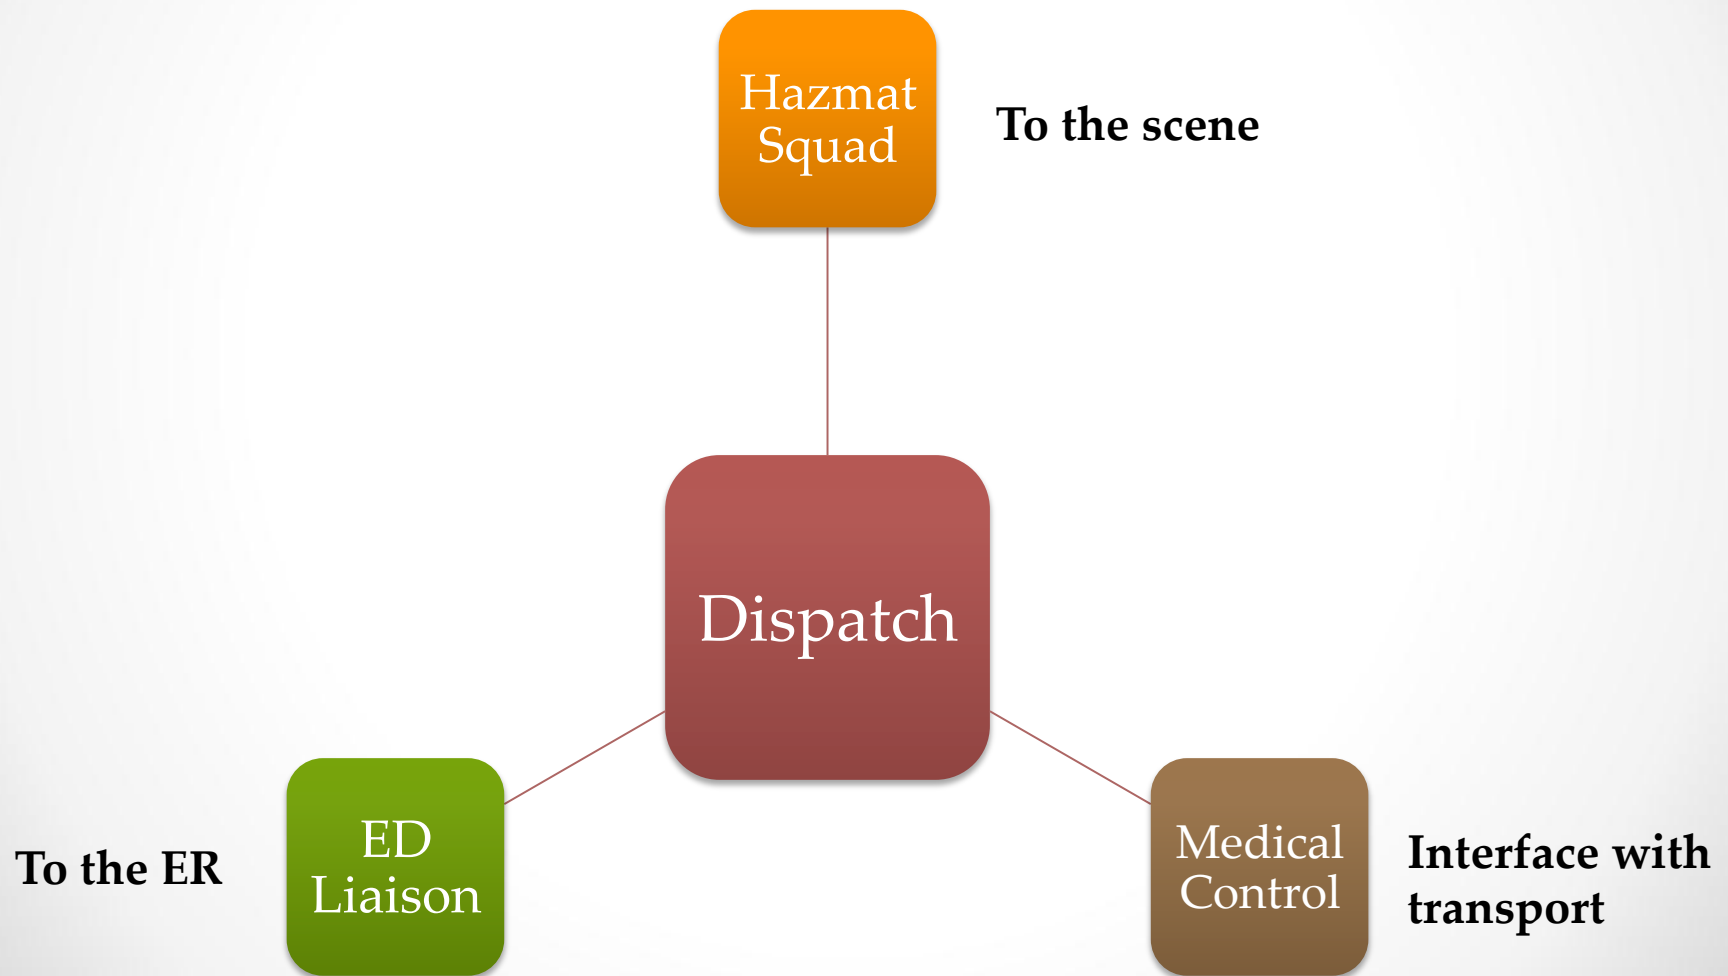 Hazmat
Squad
To the scene
Dispatch
To the ER
ED
Liaison
Medical
Control
Interface with
transport